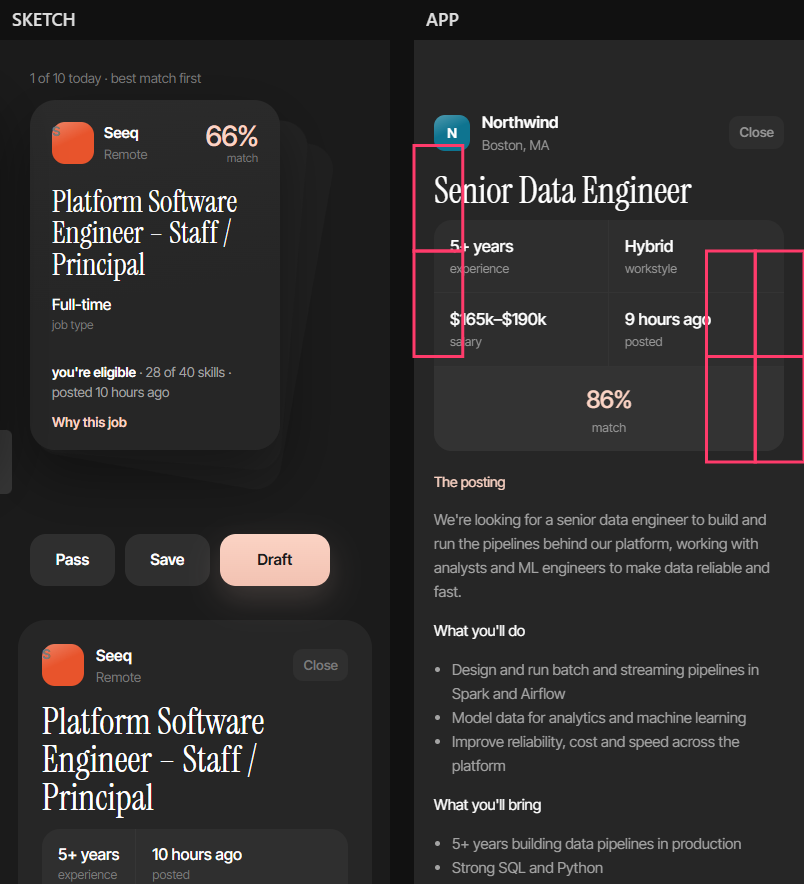 SKETCH
1 of 10 today · best match first
S
Seeq
Remote
66%
match
Platform Software
Engineer – Staff /
Principal
Full-time
job type
you're eligible · 28 of 40 skills ·
posted 10 hours ago
Why this job
Pass
Save
Draft
S
Seeq
Remote
Close
Platform Software
Engineer – Staff /
Principal
5+ years
experience
10 hours ago
posted
APP
N
Northwind
Boston, MA
Close
Senior Data Engineer
5+ years
experience
Hybrid
workstyle
$165k–$190k
salary
9 hours ago
posted
86%
match
The posting
We're looking for a senior data engineer to build and
run the pipelines behind our platform, working with
analysts and ML engineers to make data reliable and
fast.
What you'll do
• Design and run batch and streaming pipelines in
Spark and Airflow
• Model data for analytics and machine learning
• Improve reliability, cost and speed across the
platform
What you'll bring
• 5+ years building data pipelines in production
• Strong SQL and Python